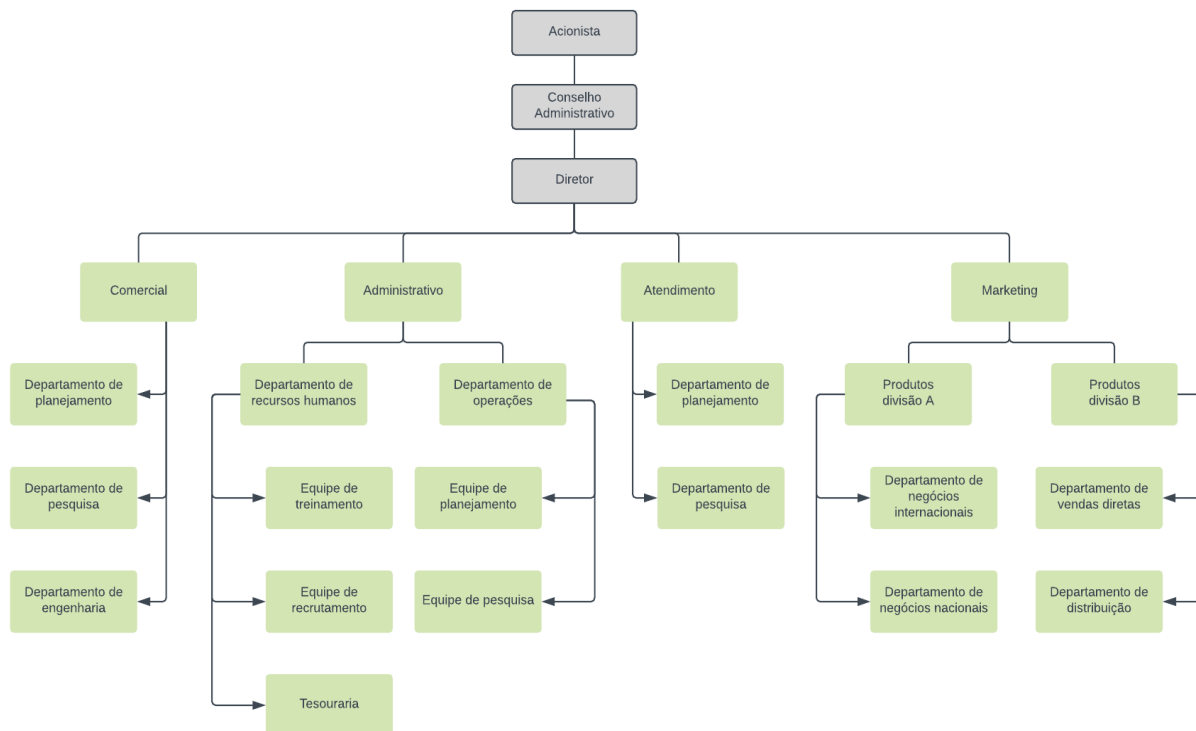 Acionista
Conselho
Administrativo
Diretor
Comercial
Administrativo
Atendimento
Marketing
Departamento de
planejamento
Departamento de
recursos humanos
Departamento de
operações
Departamento de
planejamento
Produtos
divisão A
Produtos
divisão B
Departamento de
pesquisa
Equipe de
treinamento
Equipe de
planejamento
Departamento de
pesquisa
Departamento de
negócios
internacionais
Departamento de
vendas diretas
Departamento de
engenharia
Equipe de
recrutamento
Equipe de pesquisa
Departamento de
negócios nacionais
Departamento de
distribuição
Tesouraria